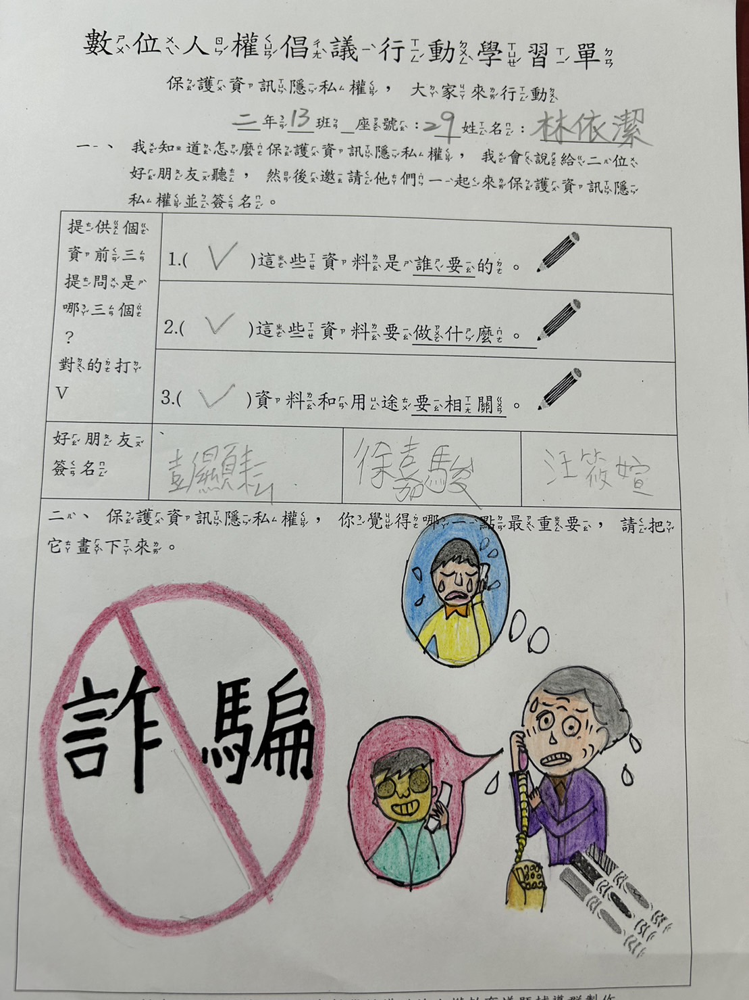 數位人權倡議行動學習單
保護資訊隱私權，大家來行動
二年13班_座號：29姓名：林依潔
一、我知道怎麼保護資訊隱私權，我會說給二位
好朋友聽，然後邀請他們一起來保護資訊隱
私權並簽名。
提供個
資前三
提問是
哪三個
？
對的打
V
1.( ✓ )這些資料是誰要的。
2.( ✓ )這些資料要做什麼。
3.( ✓ )資料和用途要相關。
好朋友
簽名
徐嘉駿
汪筱媗
二、保護資訊隱私權，你覺得哪一點最重要，請把
它畫下來。
詐騙